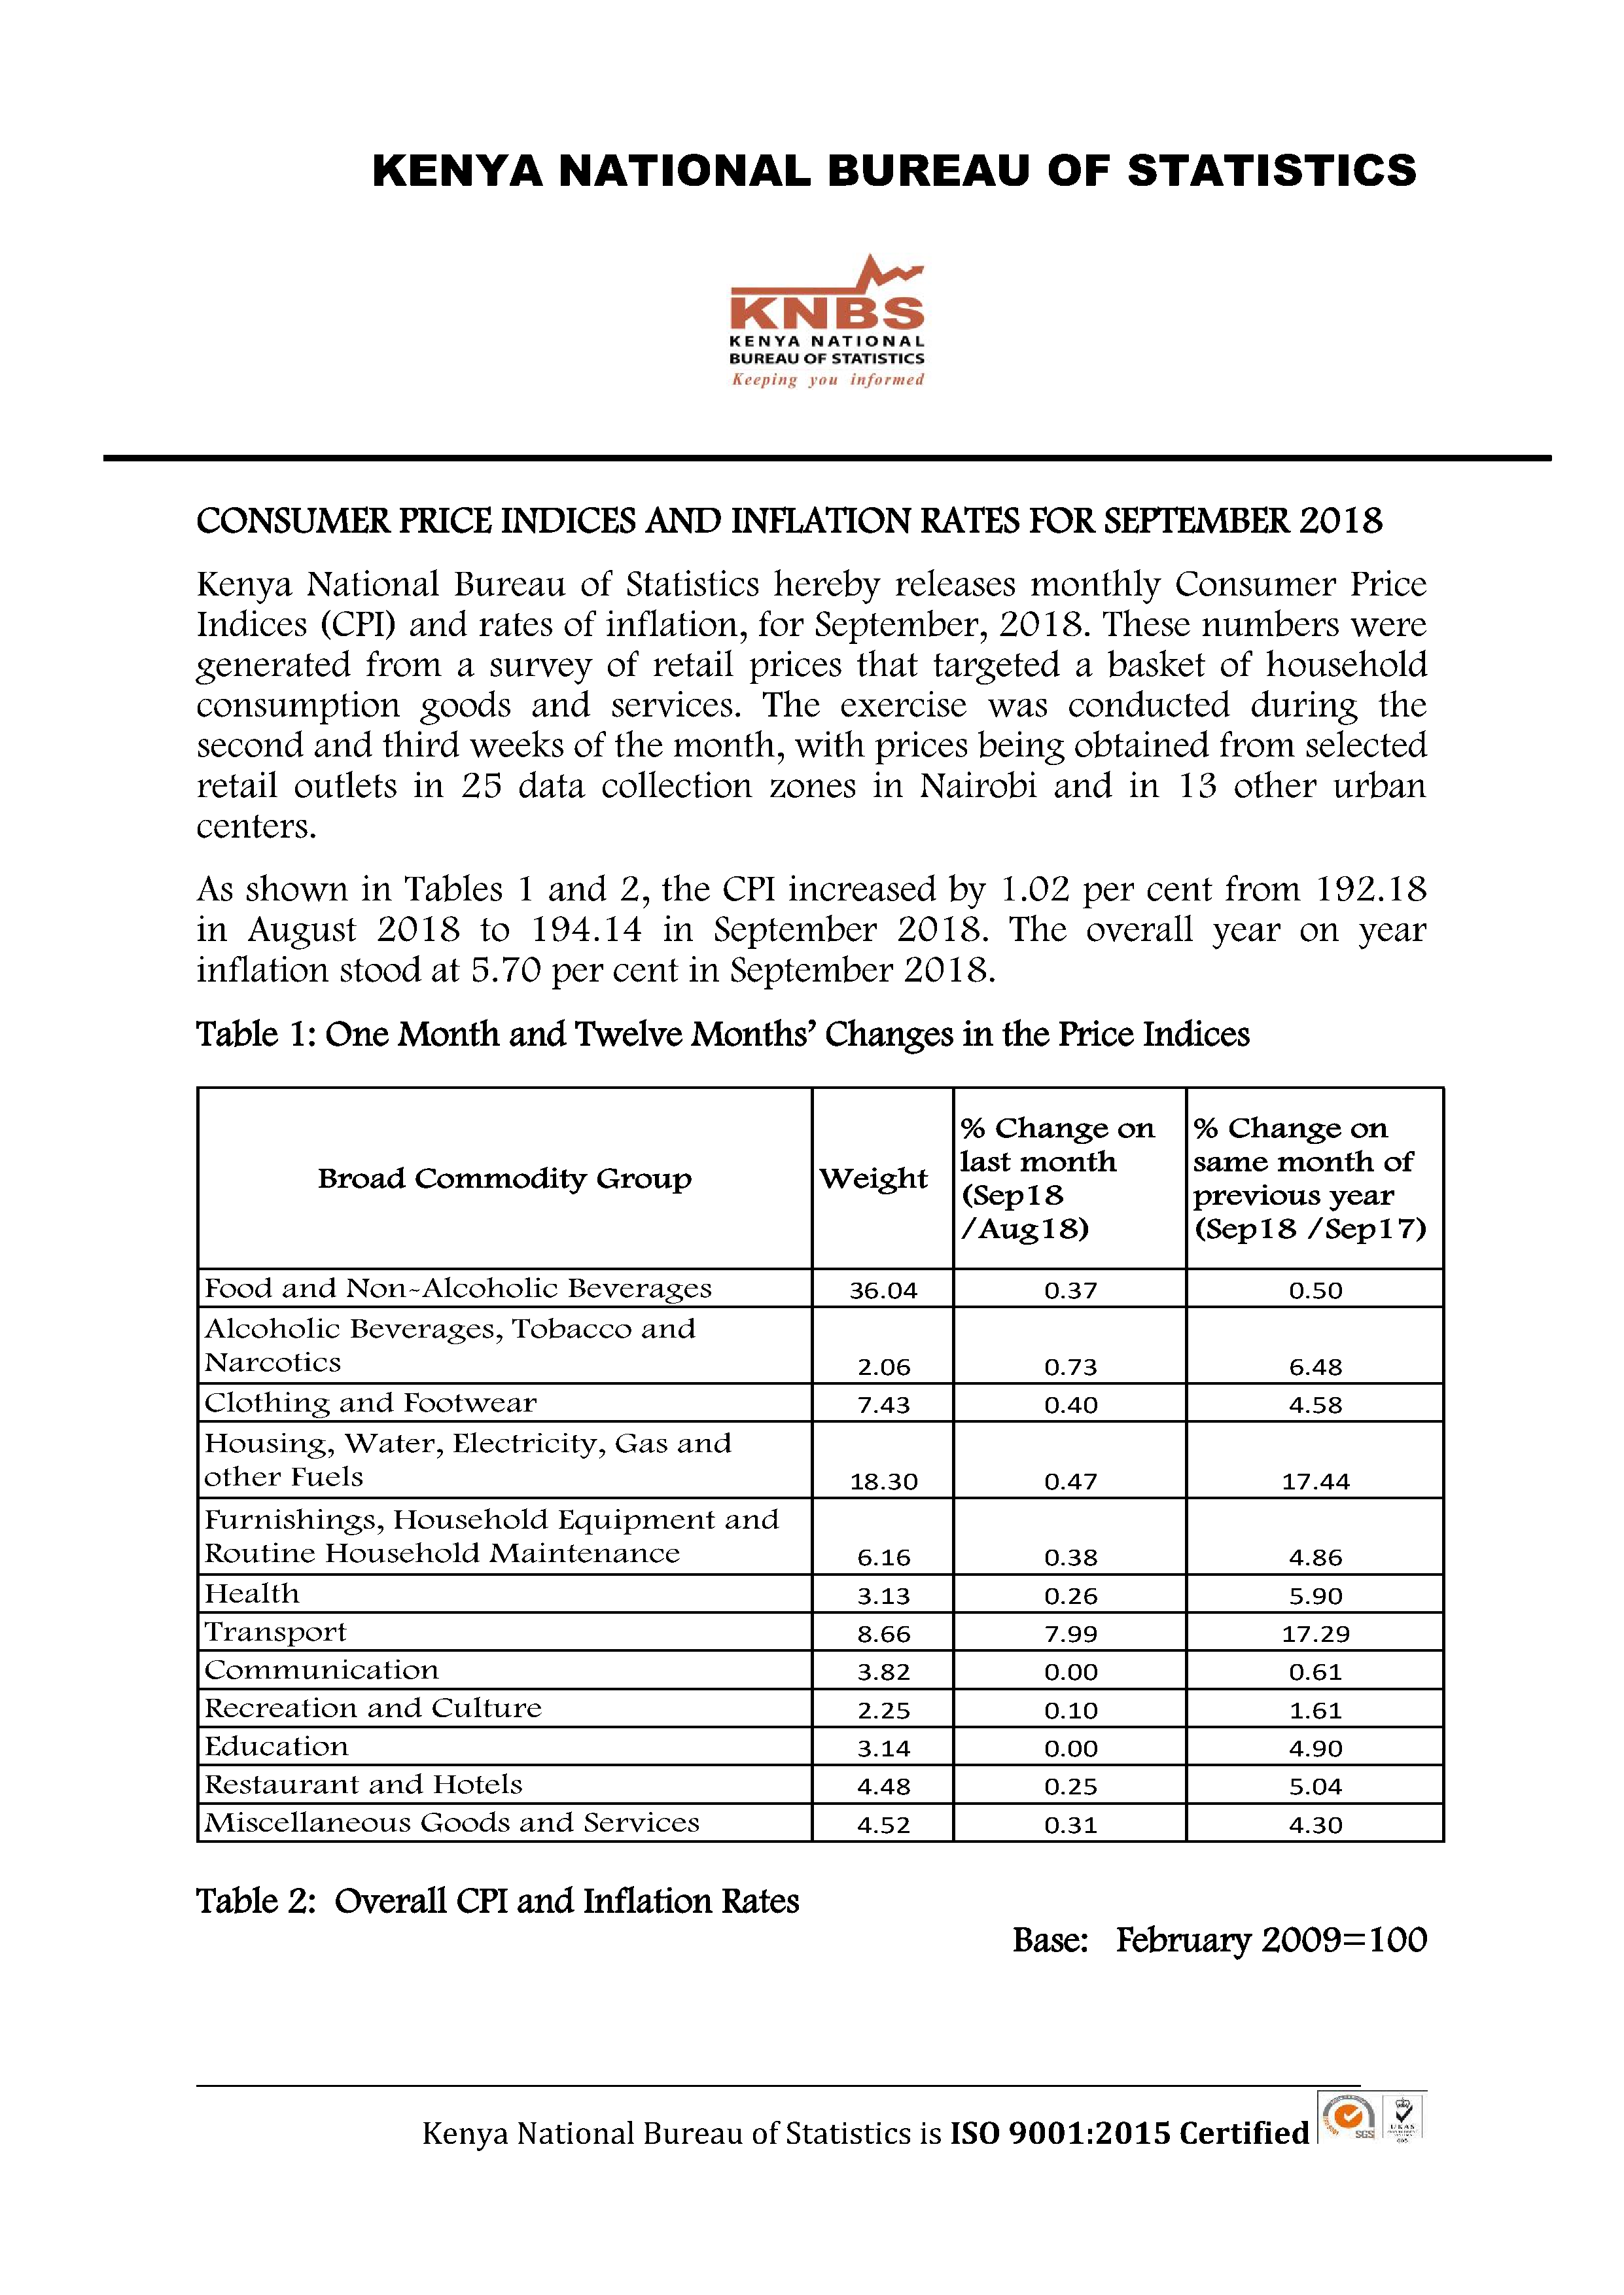 KENYA NATIONAL BUREAU OF STATISTICS
KNBS
KENYA NATIONAL
BUREAU OF STATISTICS
Keeping you informed
CONSUMER PRICE INDICES AND INFLATION RATES FOR SEPTEMBER 2018
Kenya National Bureau of Statistics hereby releases monthly Consumer Price
Indices (CPI) and rates of inflation, for September, 2018. These numbers were
generated from a survey of retail prices that targeted a basket of household
consumption goods and services. The exercise was conducted during the
second and third weeks of the month, with prices being obtained from selected
retail outlets in 25 data collection zones in Nairobi and in 13 other urban
centers.
As shown in Tables 1 and 2, the CPI increased by 1.02 per cent from 192.18
in August 2018 to 194.14 in September 2018. The overall year on year
inflation stood at 5.70 per cent in September 2018.
Table 1: One Month and Twelve Months’ Changes in the Price Indices
Broad Commodity Group
Weight
% Change on
last month
(Sep18
/Aug18)
% Change on
same month of
previous year
(Sep18 /Sep17)
Food and Non-Alcoholic Beverages 36.04 0.37 0.50
Alcoholic Beverages, Tobacco and
Narcotics 2.06 0.73 6.48
Clothing and Footwear 7.43 0.40 4.58
Housing, Water, Electricity, Gas and
other Fuels 18.30 0.47 17.44
Furnishings, Household Equipment and
Routine Household Maintenance 6.16 0.38 4.86
Health 3.13 0.26 5.90
Transport 8.66 7.99 17.29
Communication 3.82 0.00 0.61
Recreation and Culture 2.25 0.10 1.61
Education 3.14 0.00 4.90
Restaurant and Hotels 4.48 0.25 5.04
Miscellaneous Goods and Services 4.52 0.31 4.30
Table 2: Overall CPI and Inflation Rates
Base: February 2009=100
Kenya National Bureau of Statistics is ISO 9001:2015 Certified
SGS
UKAS